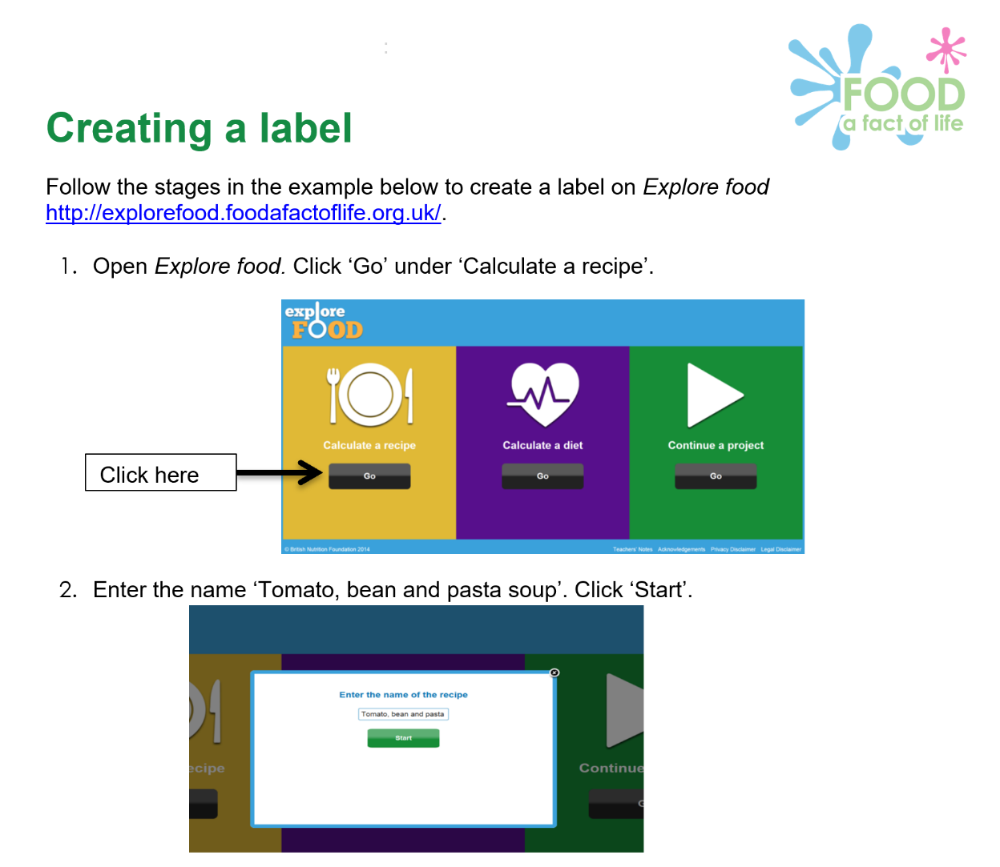 FOOD
a fact of life
Creating a label
Follow the stages in the example below to create a label on Explore food
http://explorefood.foodafactoflife.org.uk/.
1. Open Explore food. Click ‘Go’ under ‘Calculate a recipe’.
explore
FOOD
Calculate a recipe
Calculate a diet
Continue a project
Click here
Go
Go
Go
© British Nutrition Foundation 2014
Teachers' Notes Acknowledgements Privacy Disclaimer Legal Disclaimer
2. Enter the name ‘Tomato, bean and pasta soup’. Click ‘Start’.
Enter the name of the recipe
Tomato, bean and pasta
Start
ecipe
Continue
G